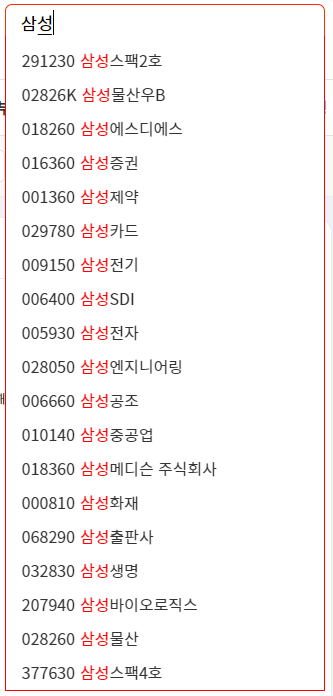 삼성
291230 삼성스팩2호
02826K 삼성물산우B
018260 삼성에스디에스
016360 삼성증권
001360 삼성제약
029780 삼성카드
009150 삼성전기
006400 삼성SDI
005930 삼성전자
028050 삼성엔지니어링
006660 삼성공조
010140 삼성중공업
018360 삼성메디슨 주식회사
000810 삼성화재
068290 삼성출판사
032830 삼성생명
207940 삼성바이오로직스
028260 삼성물산
377630 삼성스팩4호